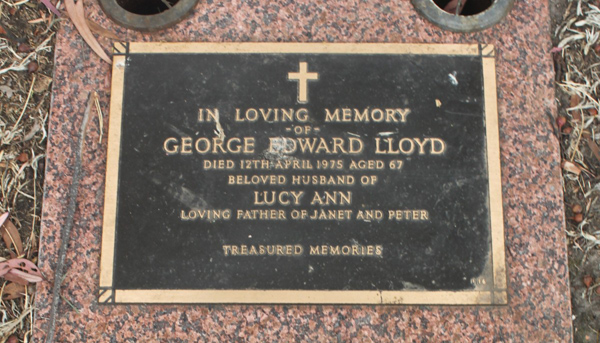 IN LOVING MEMORY
-OF-
GEORGE EDWARD LLOYD
DIED 12TH APRIL 1975 AGED 67
BELOVED HUSBAND OF
LUCY ANN
LOVING FATHER OF JANET AND PETER
TREASURED MEMORIES